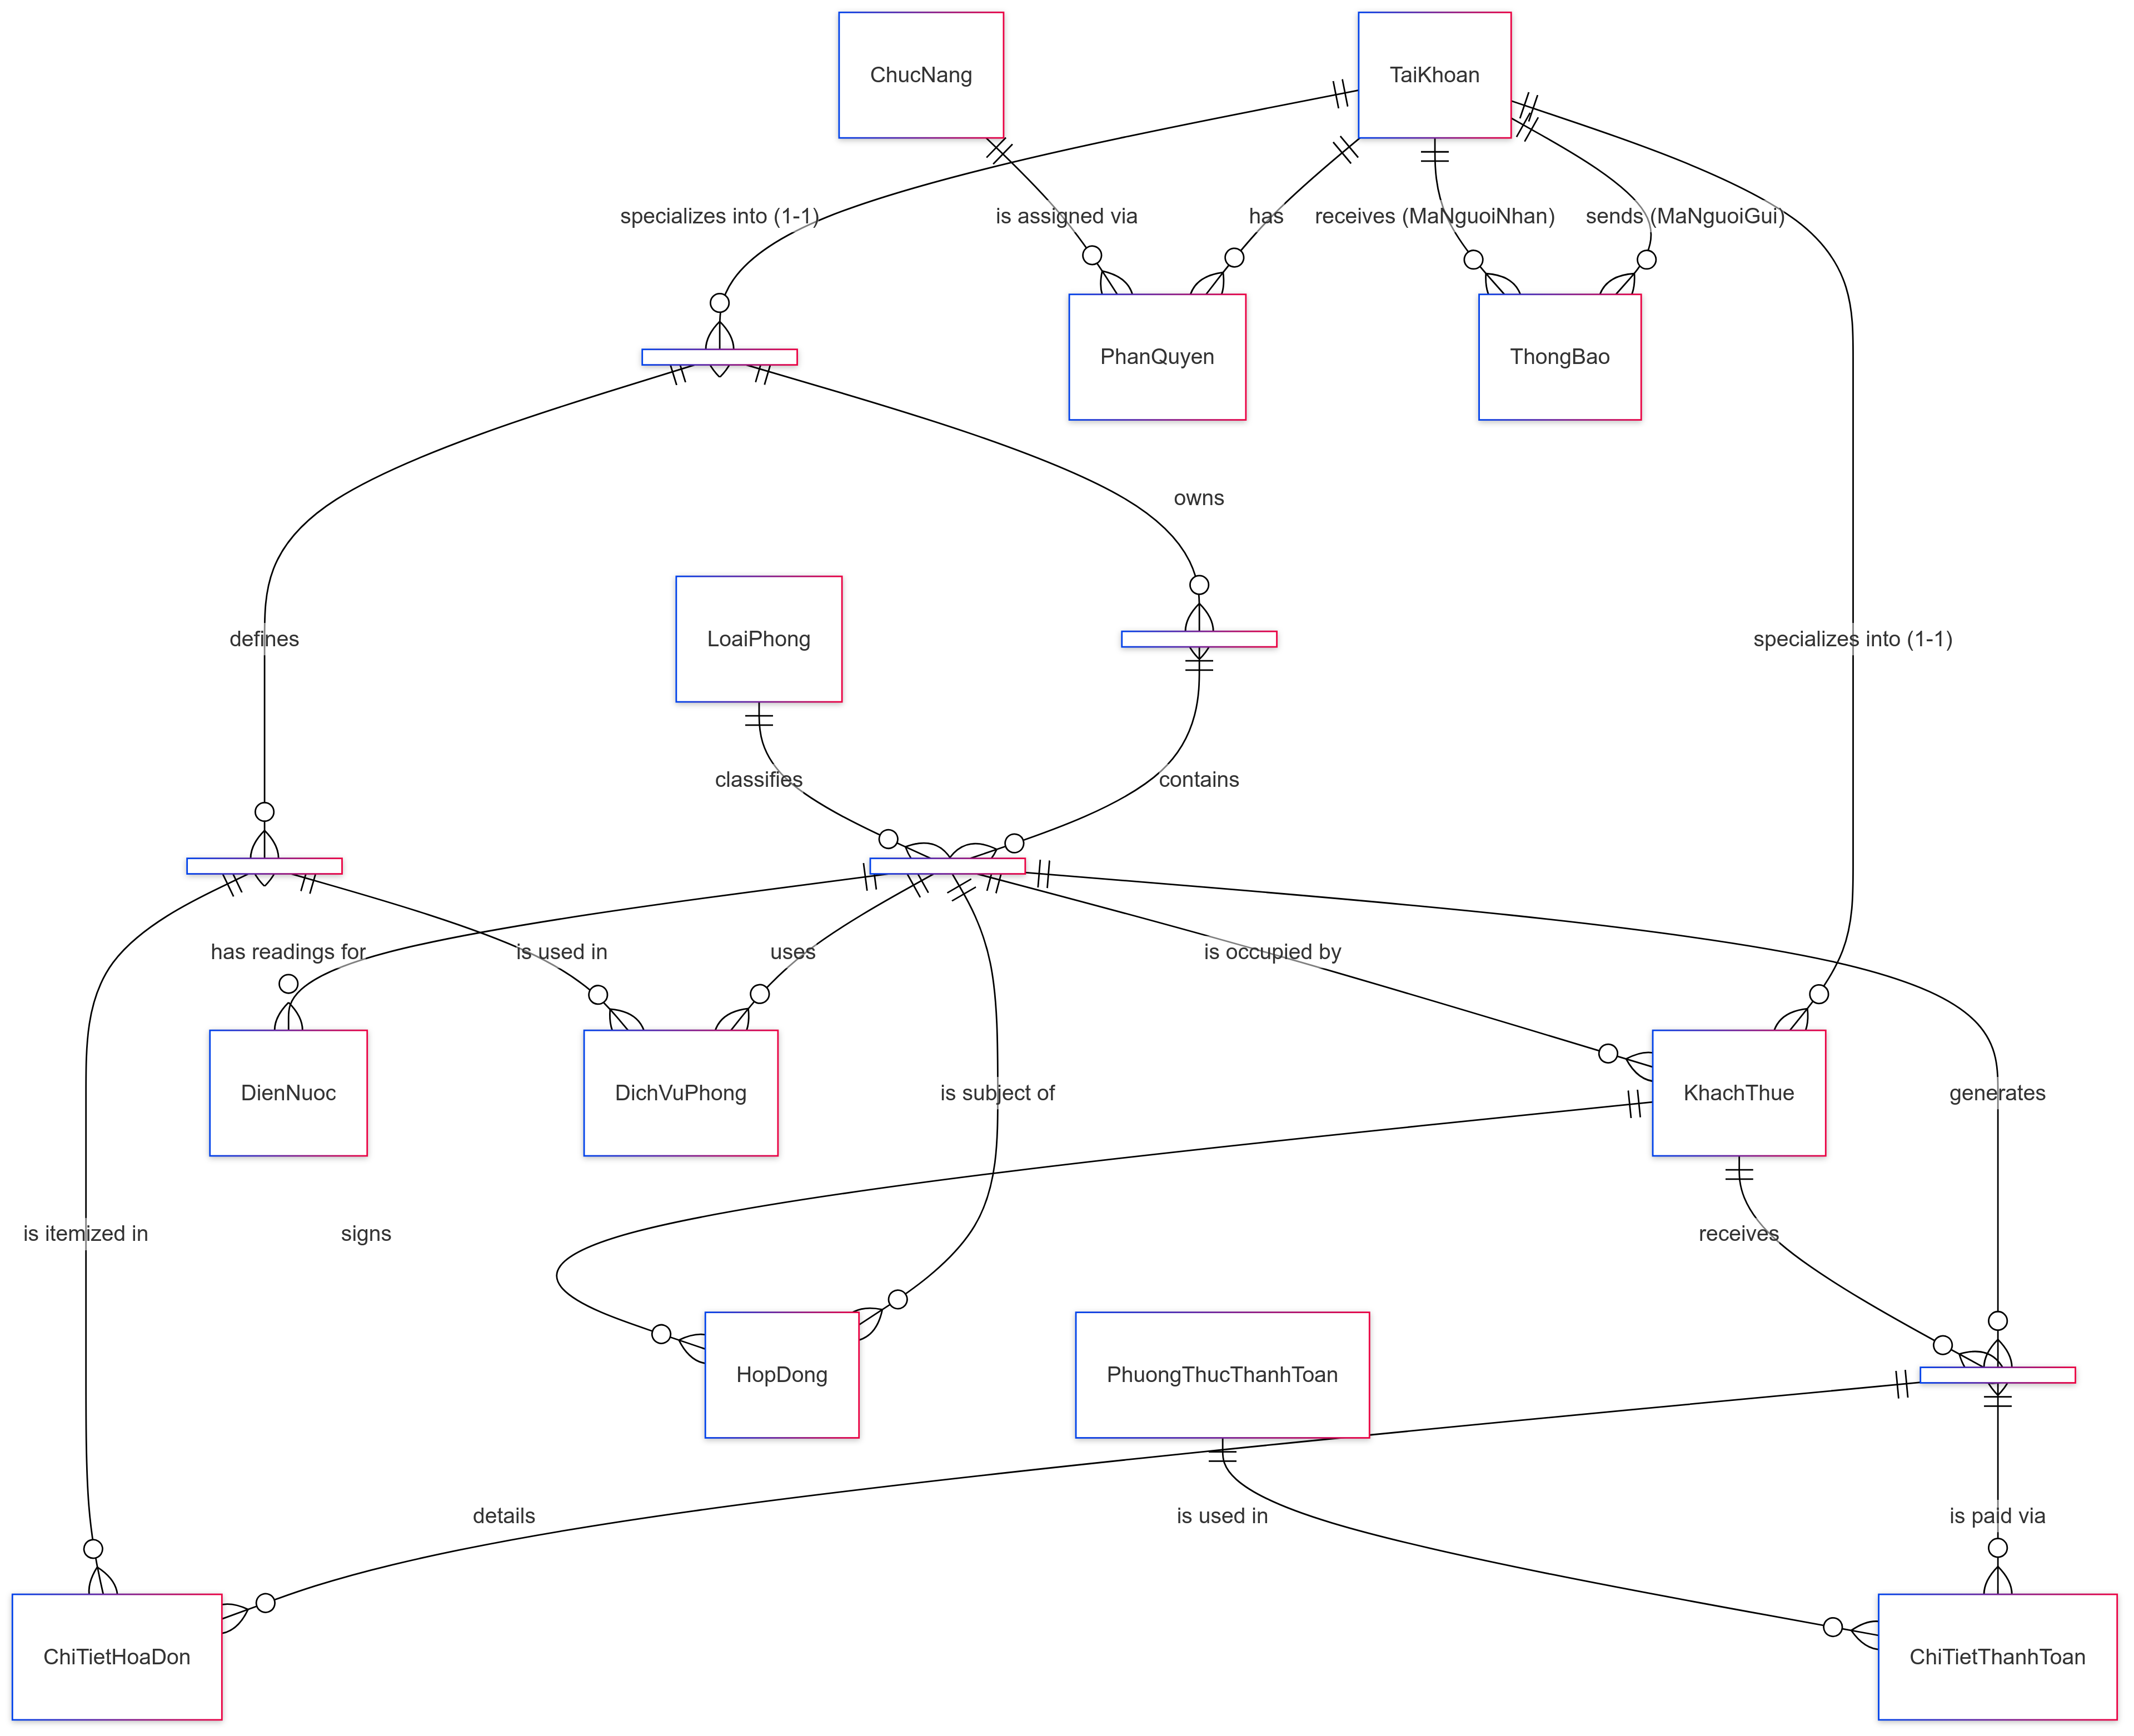 ChucNang
TaiKhoan
specializes into (1-1)
is assigned via
has
receives (MaNguoiNhan)
sends (MaNguoiGui)
PhanQuyen
ThongBao
owns
defines
LoaiPhong
specializes into (1-1)
classifies
contains
has readings for
is used in
uses
is occupied by
DienNuoc
DichVuPhong
is subject of
KhachThue
generates
is itemized in
signs
receives
HopDong
PhuongThucThanhToan
details
is used in
is paid via
ChiTietHoaDon
ChiTietThanhToan